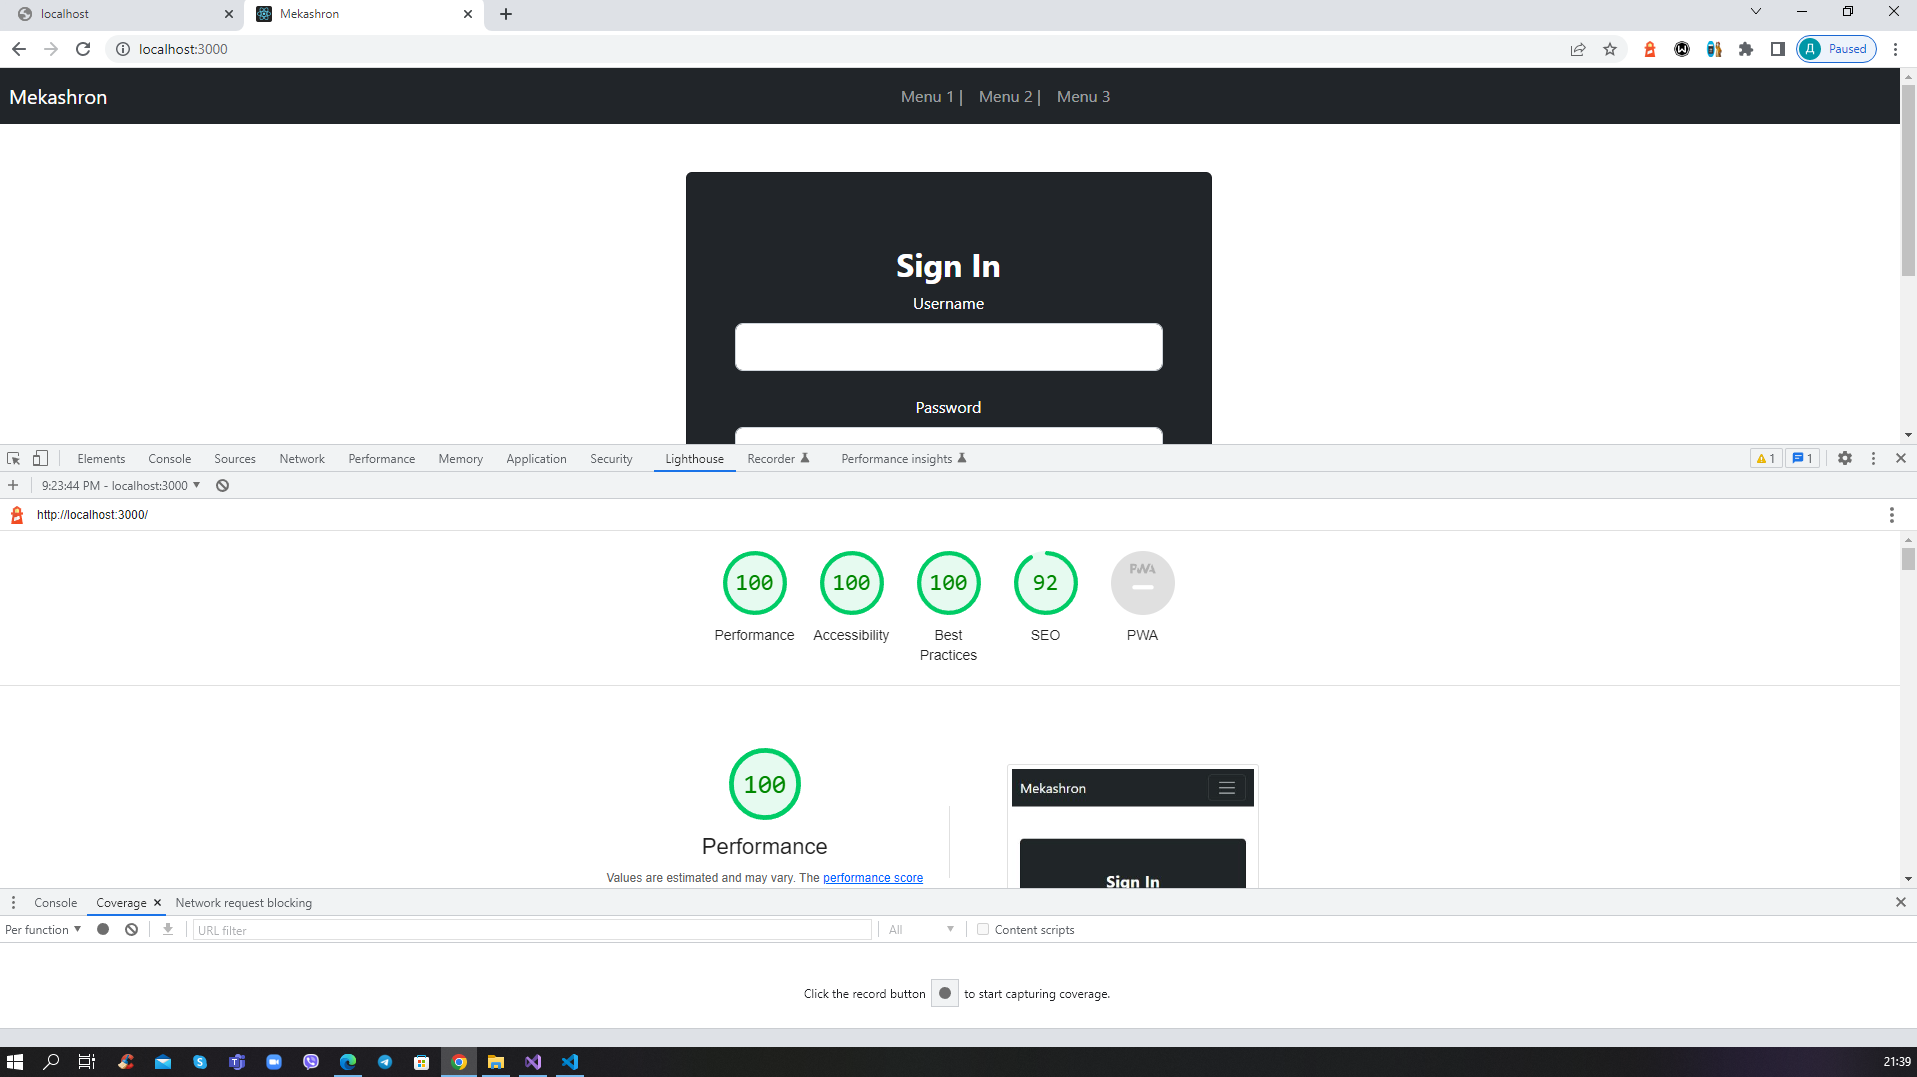 localhost
Mekashron
localhost:3000
Д Paused
Mekashron
Menu 1 | Menu 2 | Menu 3
Sign In
Username
Password
Elements Console Sources Network Performance Memory Application Security Lighthouse Recorder Performance insights 1 1
9:23:44 PM - localhost:3000
http://localhost:3000/
100 100 100 92 PWA
Performance Accessibility Best Practices SEO PWA
100
Performance
Values are estimated and may vary. The performance score
Mekashron
Sign In
Console Coverage Network request blocking
Per function URL filter All Content scripts
Click the record button to start capturing coverage.
21:39